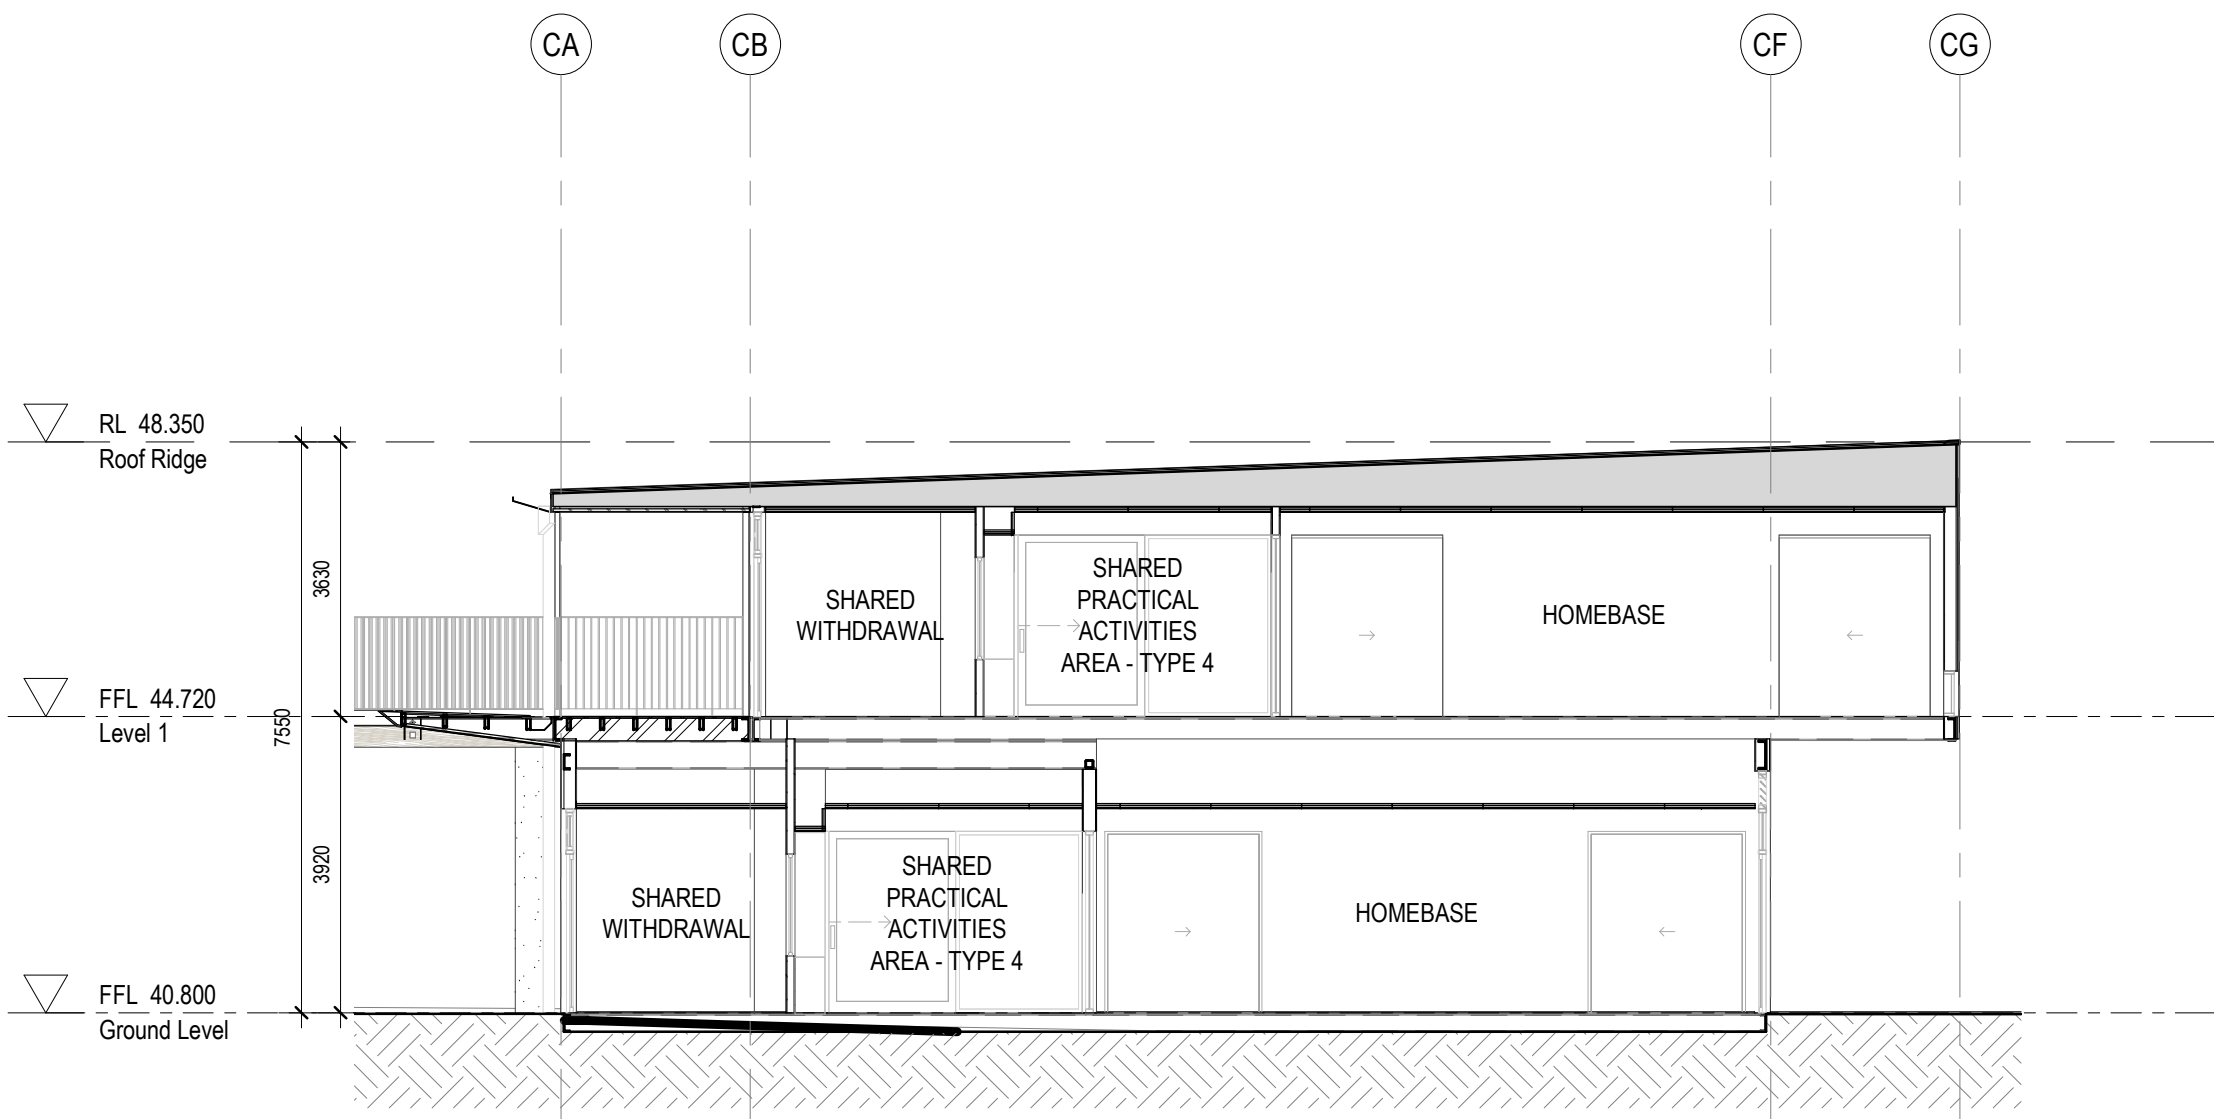 CA
CB
CF
CG
RL 48.350
Roof Ridge
3630
SHARED
WITHDRAWAL
SHARED
PRACTICAL
ACTIVITIES
AREA - TYPE 4
HOMEBASE
FFL 44.720
Level 1
7550
3920
SHARED
WITHDRAWAL
SHARED
PRACTICAL
ACTIVITIES
AREA - TYPE 4
HOMEBASE
FFL 40.800
Ground Level